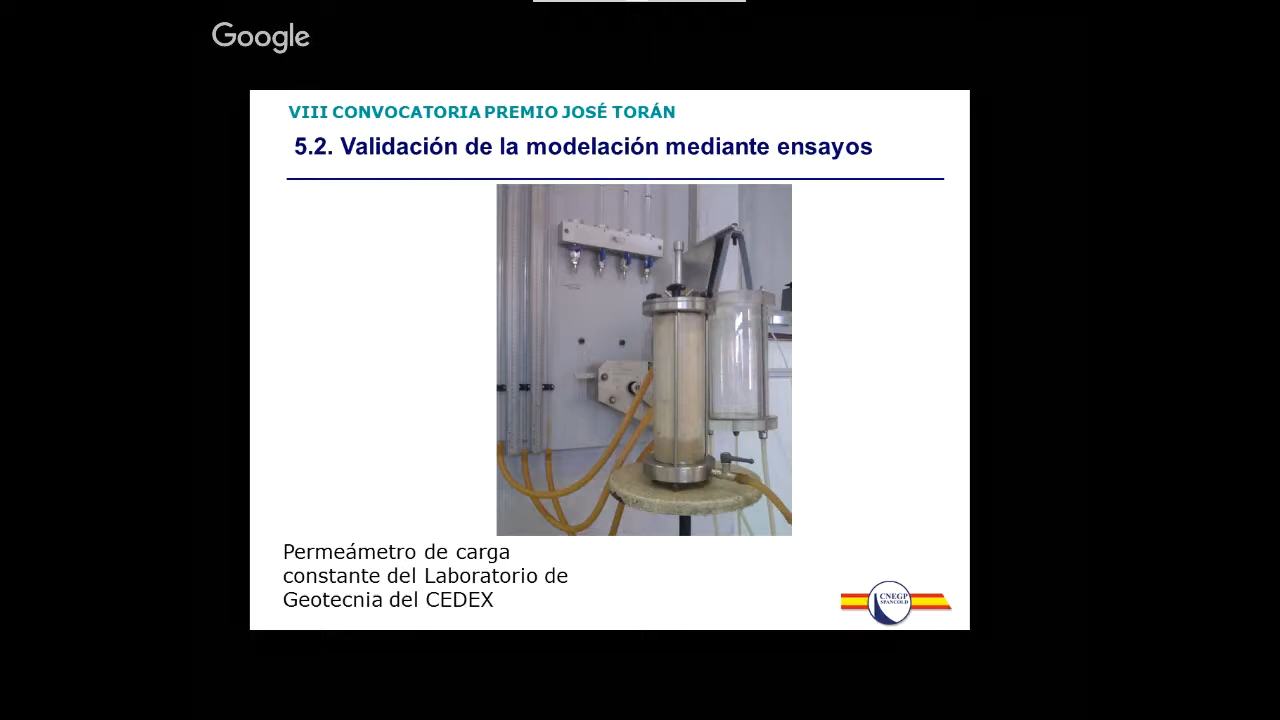 Google
VIII CONVOCATORIA PREMIO JOSÉ TORÁN
5.2. Validación de la modelación mediante ensayos
Permeámetro de carga
constante del Laboratorio de
Geotecnia del CEDEX
CNEGP
SPANCOLD